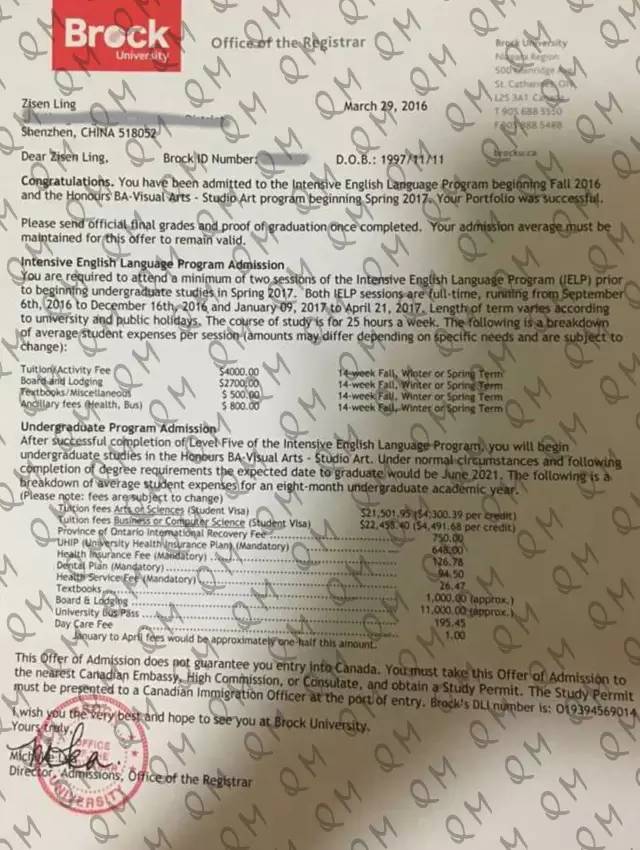 Brock
University
Office of the Registrar
Brock University
Niagara Region
St. Catharines, ON
L2S 3A1 Canada
T 905 688 5550
F 905 688 5488
brocku.ca
Zisen Ling
March 29, 2016
Shenzhen, CHINA 518052
Dear Zisen Ling, Brock ID Number: D.O.B.: 1997/11/11
Congratulations. You have been admitted to the Intensive English Language Program beginning Fall 2016
and the Honours BA-Visual Arts - Studio Art program beginning Spring 2017. Your Portfolio was successful.
Please send official final grades and proof of graduation once completed. Your admission average must be
maintained for this offer to remain valid.
Intensive English Language Program Admission
You are required to attend a minimum of two sessions of the Intensive English Language Program (IELP) prior
to beginning undergraduate studies in Spring 2017. Both IELP sessions are full-time, running from September
6th, 2016 to December 16th, 2016 and January 09, 2017 to April 21, 2017. Length of term varies according
to university and public holidays. The course of study is for 25 hours a week. The following is a breakdown
of average student expenses per session (amounts may differ depending on specific needs and are subject to
change):
Tuition/Activity Fee $4000.00 14-week Fall, Winter or Spring Term
Board and Lodging $2700.00 14-week Fall, Winter or Spring Term
Textbooks/Miscellaneous $ 500.00 14-week Fall, Winter or Spring Term
Ancillary fees (Health, Bus) $ 800.00 14-week Fall, Winter or Spring Term
Undergraduate Program Admission
After successful completion of Level Five of the Intensive English Language Program, you will begin
undergraduate studies in the Honours BA-Visual Arts - Studio Art. Under normal circumstances and following
completion of degree requirements the expected date to graduate would be June 2021. The following is a
breakdown of average student expenses for an eight-month undergraduate academic year.
(Please note: fees are subject to change)
Tuition fees Arts or Sciences (Student Visa) $21,501.95 ($4,300.39 per credit)
Tuition fees Business or Computer Science (Student Visa) $22,458.40 ($4,491.68 per credit)
Province of Ontario International Recovery Fee 750.00
UHIP (University Health Insurance Plan) (Mandatory) 648.00
Health Insurance Fee (Mandatory) 126.78
Dental Plan (Mandatory) 94.50
Health Service Fee (Mandatory) 26.47
Textbooks 1,000.00 (approx.)
Board & Lodging 11,000.00 (approx.)
University Bus Pass 195.45
Day Care Fee 1.00
January to April fees would be approximately one-half this amount.
This Offer of Admission does not guarantee you entry into Canada. You must take this Offer of Admission to
the nearest Canadian Embassy, High Commission, or Consulate, and obtain a Study Permit. The Study Permit
must be presented to a Canadian Immigration Officer at the port of entry. Brock's DLI number is: O19394569014
I wish you the very best and hope to see you at Brock University.
Yours truly,
Director, Admissions, Office of the Registrar
OFFICE
UNIVERSITY
QM